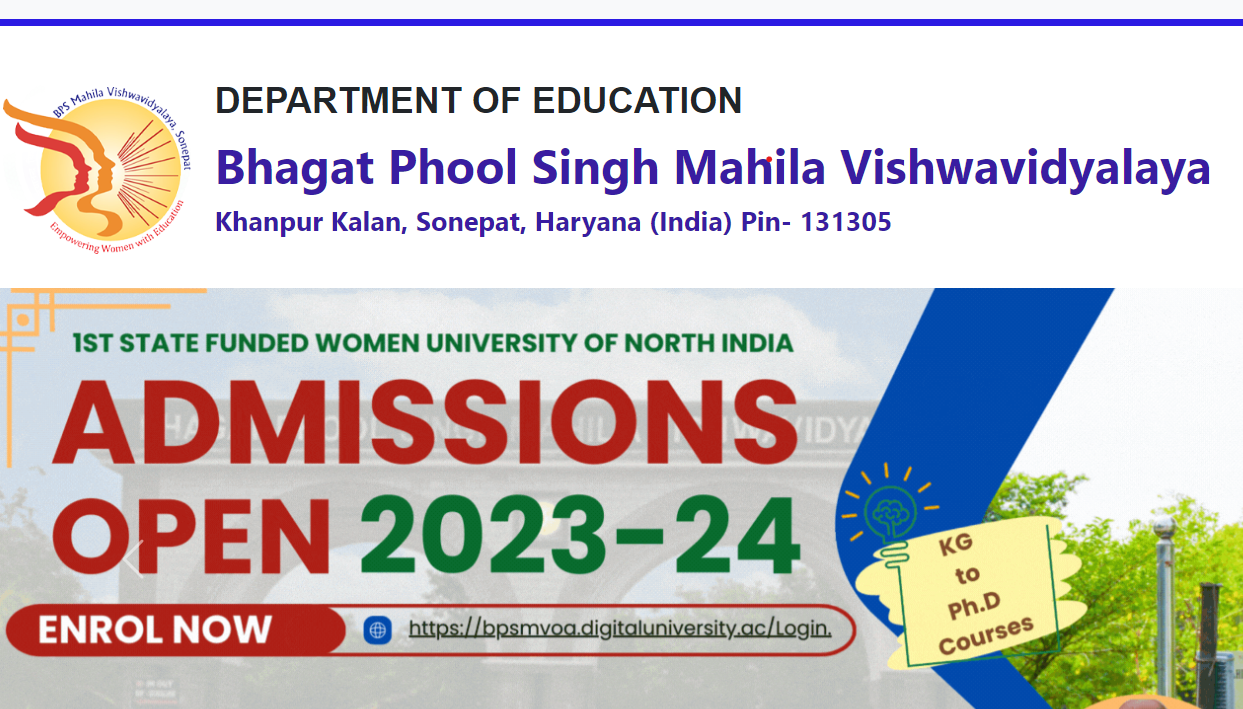 BPS Mahila Vishwavidyalaya, Sonepat
Empowering Women with Education
DEPARTMENT OF EDUCATION
Bhagat Phool Singh Mahila Vishwavidyalaya
Khanpur Kalan, Sonepat, Haryana (India) Pin- 131305
1ST STATE FUNDED WOMEN UNIVERSITY OF NORTH INDIA
ADMISSIONS
OPEN 2023-24
ENROL NOW
https://bpsmvoa.digitaluniversity.ac/Login.
KG
to
Ph.D
Courses